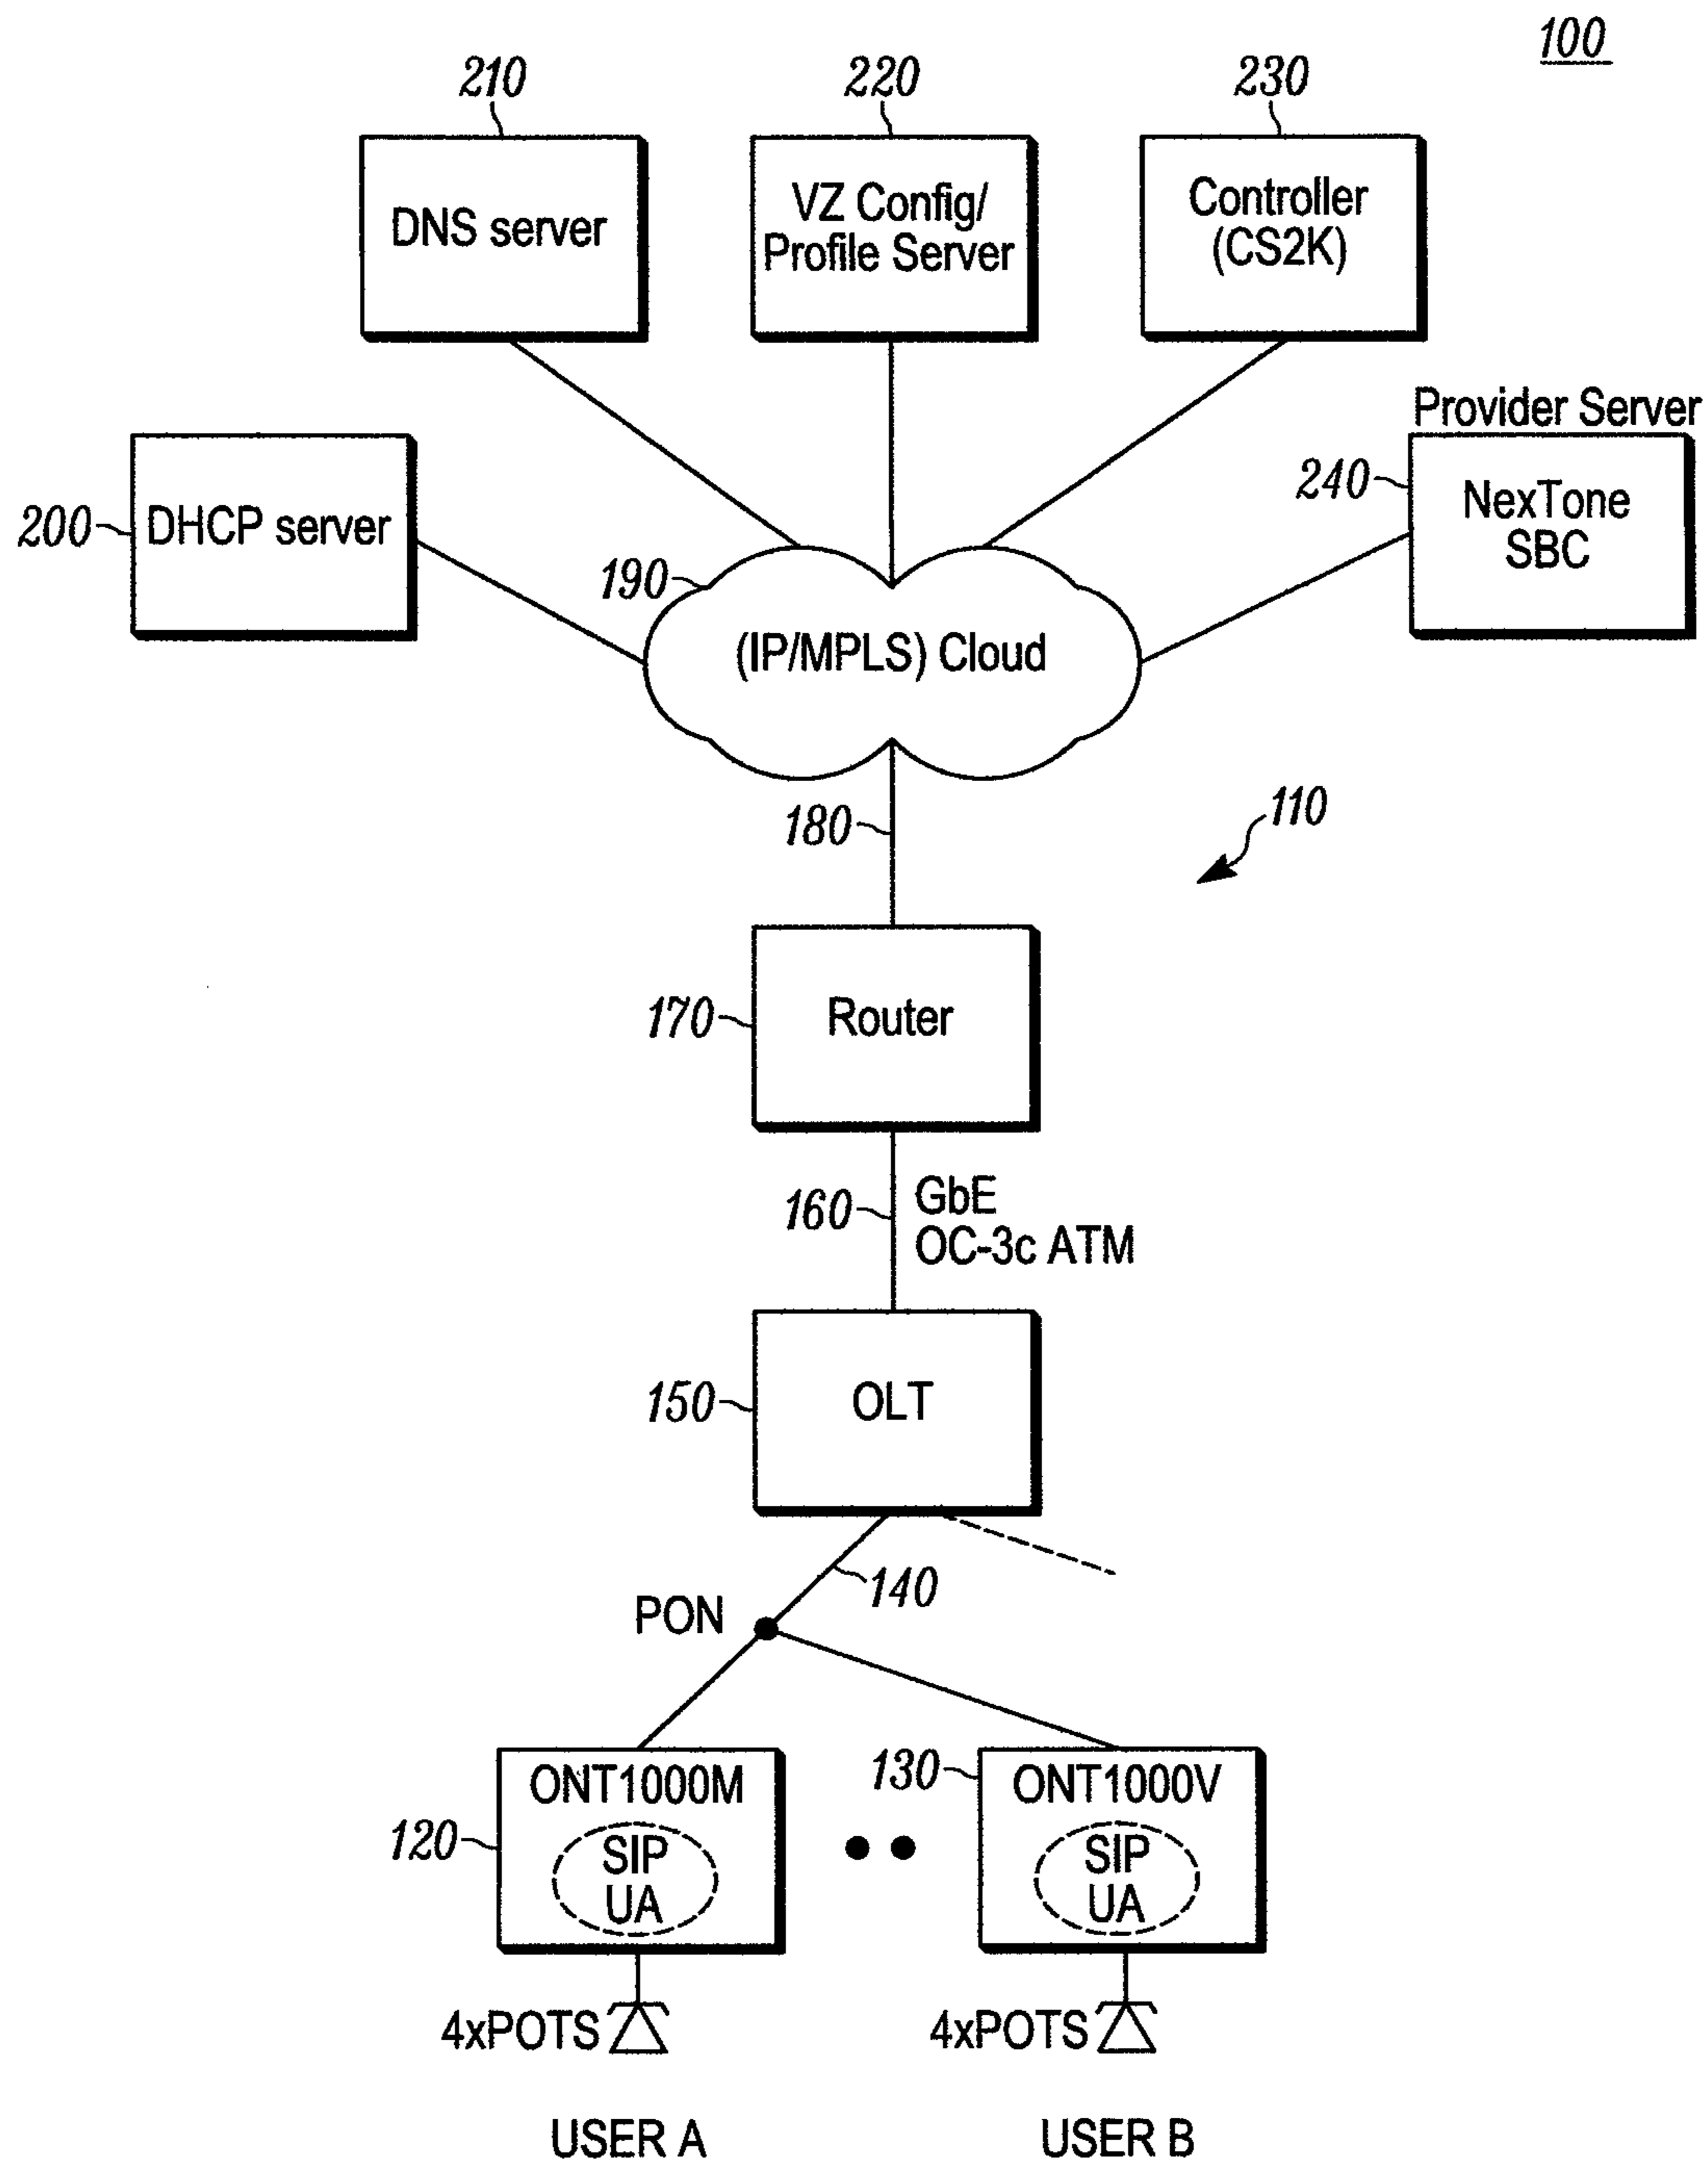 100
210
220
230
DNS server
VZ Config/
Profile Server
Controller
(CS2K)
Provider Server
200
DHCP server
240
NexTone
SBC
190
(IP/MPLS) Cloud
180
110
170
Router
160
GbE
OC-3c ATM
150
OLT
140
PON
120
ONT1000M
SIP
UA
130
ONT1000V
SIP
UA
4xPOTS
4xPOTS
USER A
USER B